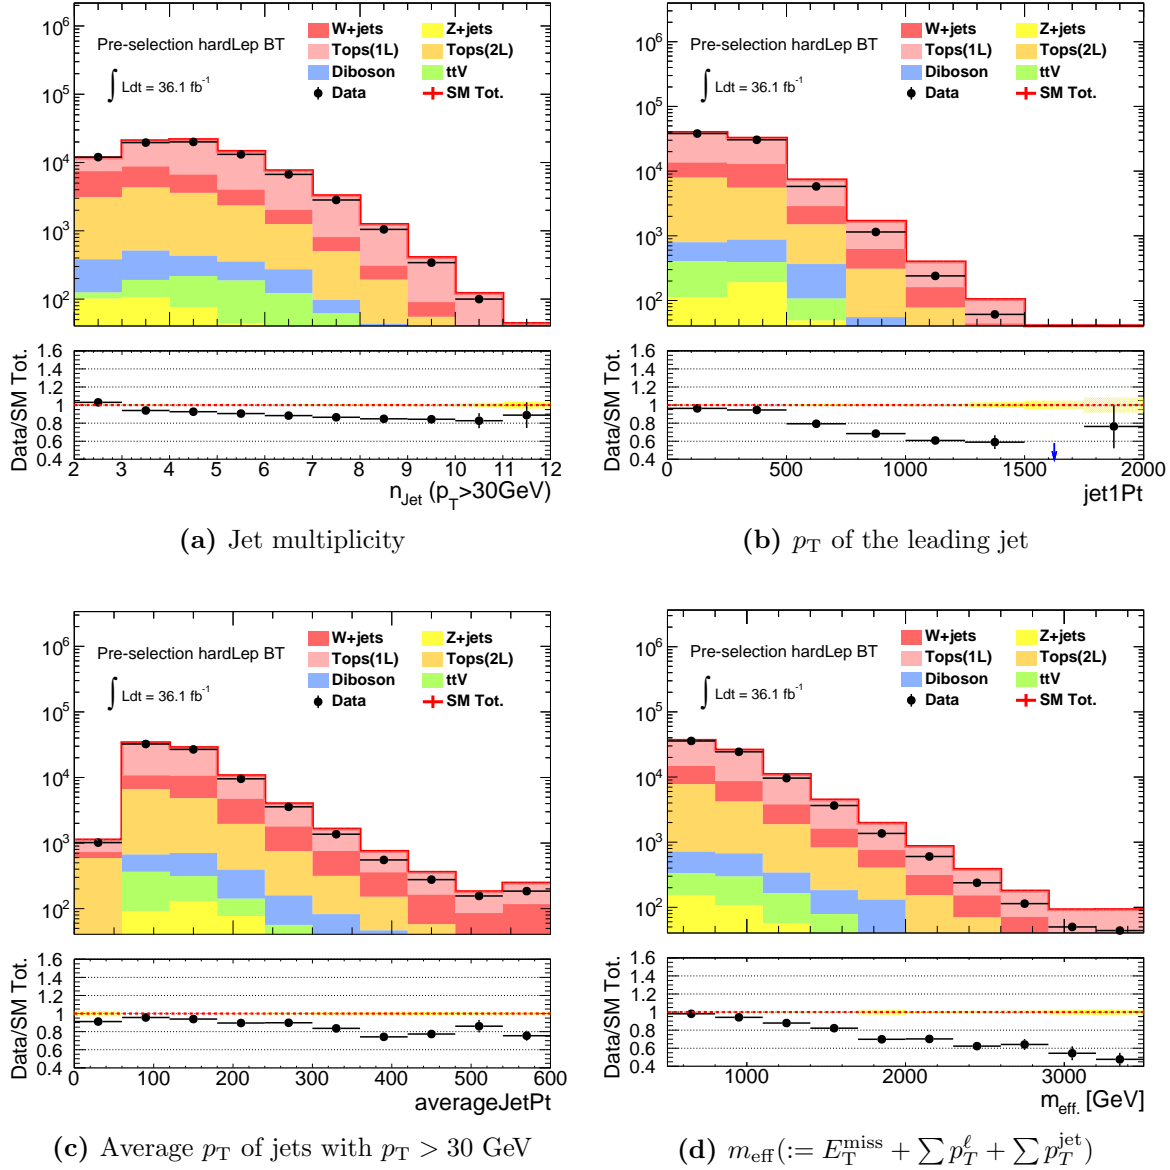 10^6
10^5
10^4
10^3
10^2
Pre-selection hardLep BT
∫ Ldt = 36.1 fb^-1
W+jets Z+jets
Tops(1L) Tops(2L)
Diboson ttV
Data SM Tot.
Data/SM Tot.
1.6
1.4
1.2
1
0.8
0.6
0.4
2 3 4 5 6 7 8 9 10 11 12
n_Jet (p_T>30GeV)
(a) Jet multiplicity
10^6
10^5
10^4
10^3
10^2
Pre-selection hardLep BT
∫ Ldt = 36.1 fb^-1
W+jets Z+jets
Tops(1L) Tops(2L)
Diboson ttV
Data SM Tot.
Data/SM Tot.
1.6
1.4
1.2
1
0.8
0.6
0.4
0 500 1000 1500 2000
jet1Pt
(b) p_T of the leading jet
10^6
10^5
10^4
10^3
10^2
Pre-selection hardLep BT
∫ Ldt = 36.1 fb^-1
W+jets Z+jets
Tops(1L) Tops(2L)
Diboson ttV
Data SM Tot.
Data/SM Tot.
1.6
1.4
1.2
1
0.8
0.6
0.4
0 100 200 300 400 500 600
averageJetPt
(c) Average p_T of jets with p_T > 30 GeV
10^6
10^5
10^4
10^3
10^2
Pre-selection hardLep BT
∫ Ldt = 36.1 fb^-1
W+jets Z+jets
Tops(1L) Tops(2L)
Diboson ttV
Data SM Tot.
Data/SM Tot.
1.6
1.4
1.2
1
0.8
0.6
0.4
1000 2000 3000
m_eff. [GeV]
(d) m_eff(:= E_T^miss + ∑ p_T^ℓ + ∑ p_T^jet)